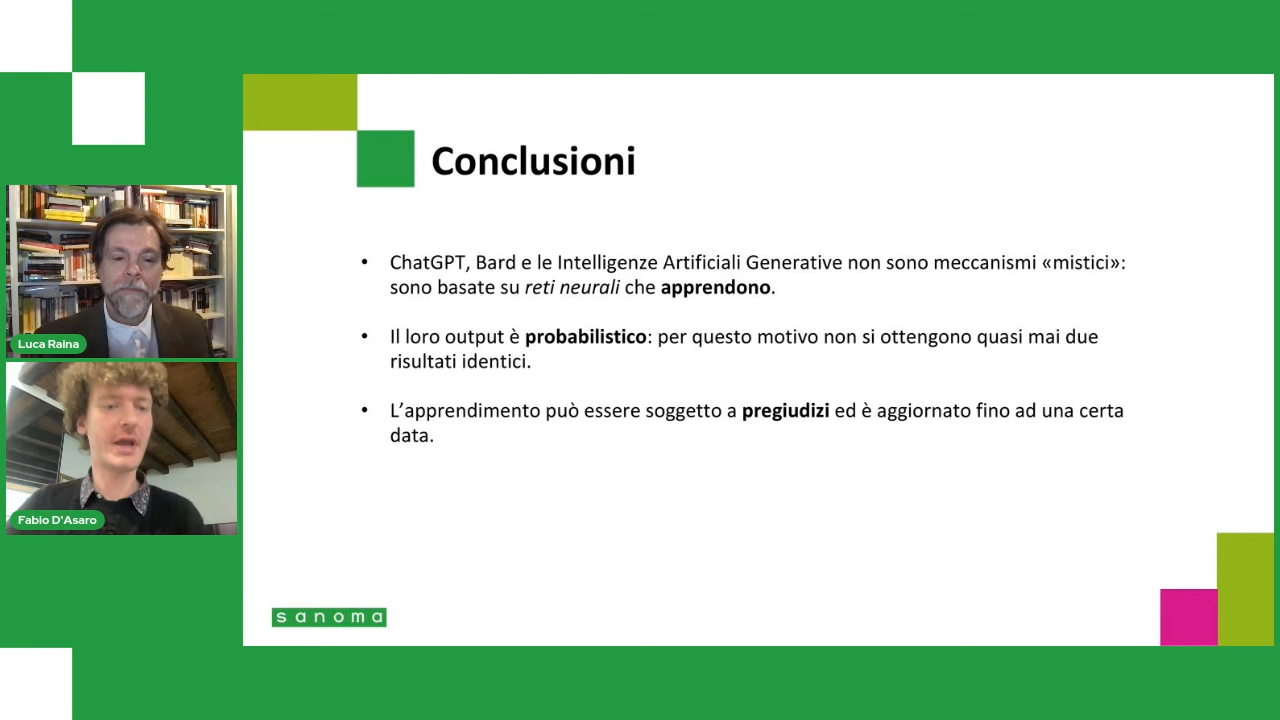 Conclusioni
• ChatGPT, Bard e le Intelligenze Artificiali Generative non sono meccanismi «mistici»:
sono basate su reti neurali che apprendono.
• Il loro output è probabilistico: per questo motivo non si ottengono quasi mai due
risultati identici.
• L’apprendimento può essere soggetto a pregiudizi ed è aggiornato fino ad una certa
data.
Luca Raina
Fabio D'Asaro
sanoma